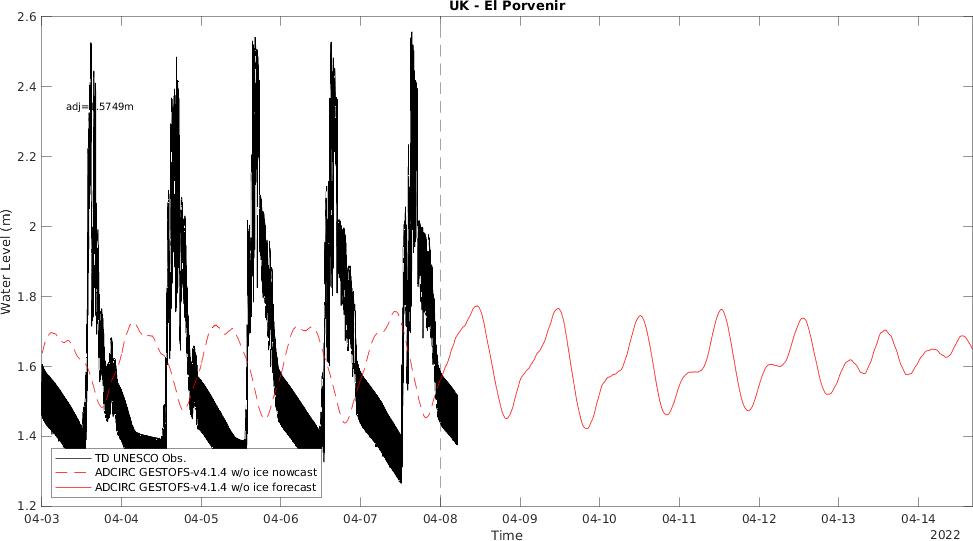 UK - El Porvenir
2.6
2.4
2.2
2
1.8
1.6
1.4
1.2
Water Level (m)
adj=1.5749m
TD UNESCO Obs.
ADCIRC GESTOFS-v4.1.4 w/o ice nowcast
ADCIRC GESTOFS-v4.1.4 w/o ice forecast
04-03 04-04 04-05 04-06 04-07 04-08 04-09 04-10 04-11 04-12 04-13 04-14
Time
2022